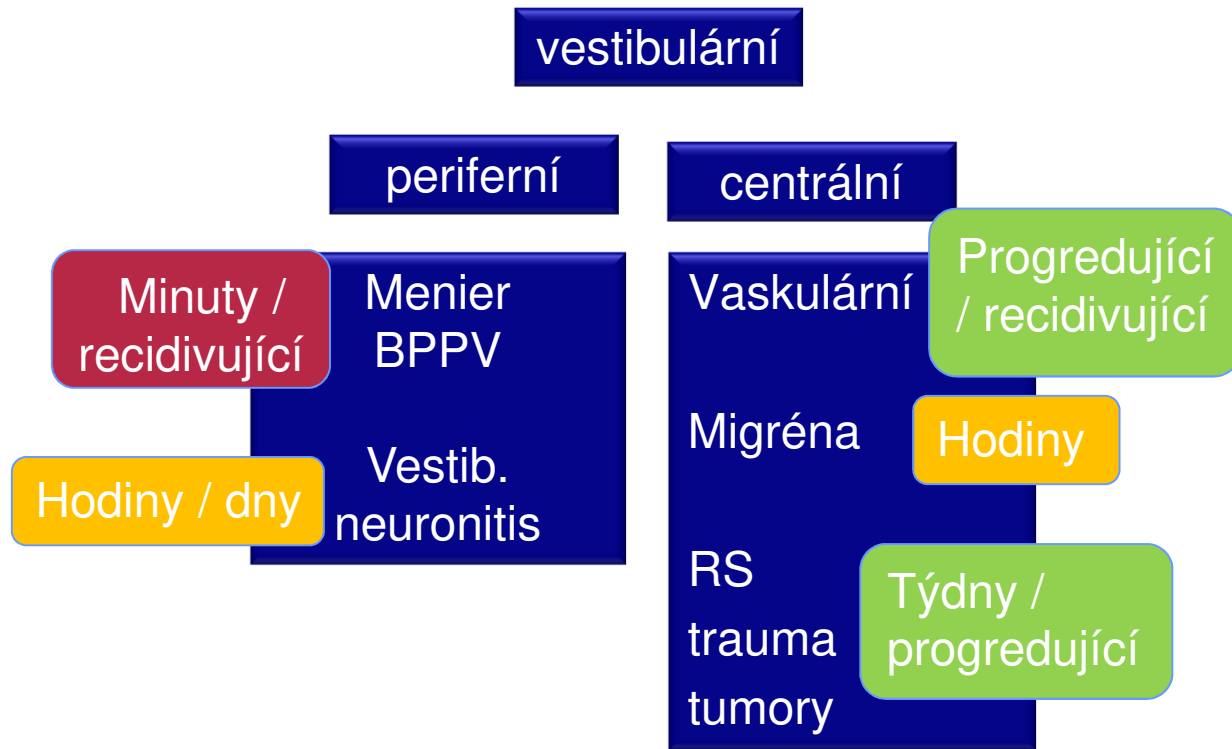 vestibulární
periferní
centrální
Minuty /
recidivující
Menier
BPPV
Hodiny / dny
Vestib.
neuronitis
Vaskulární
Progredující
/ recidivující
Migréna
Hodiny
RS
trauma
tumory
Týdny /
progredující